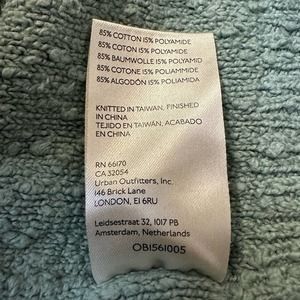 85% COTTON 15% POLYAMIDE
85% COTON 15% POLYAMIDE
85% BAUMWOLLE 15% POLYAMID
85% COTONE 15% POLIAMMIDE
85% ALGODÓN 15% POLIAMIDA
KNITTED IN TAIWAN, FINISHED
IN CHINA
TEJIDO EN TAIWÁN, ACABADO
EN CHINA
RN 66170
CA 32054
Urban Outfitters, Inc.
146 Brick Lane
LONDON, E1 6RU
Leidsestraat 32, 1017 PB
Amsterdam, Netherlands
OB1561005